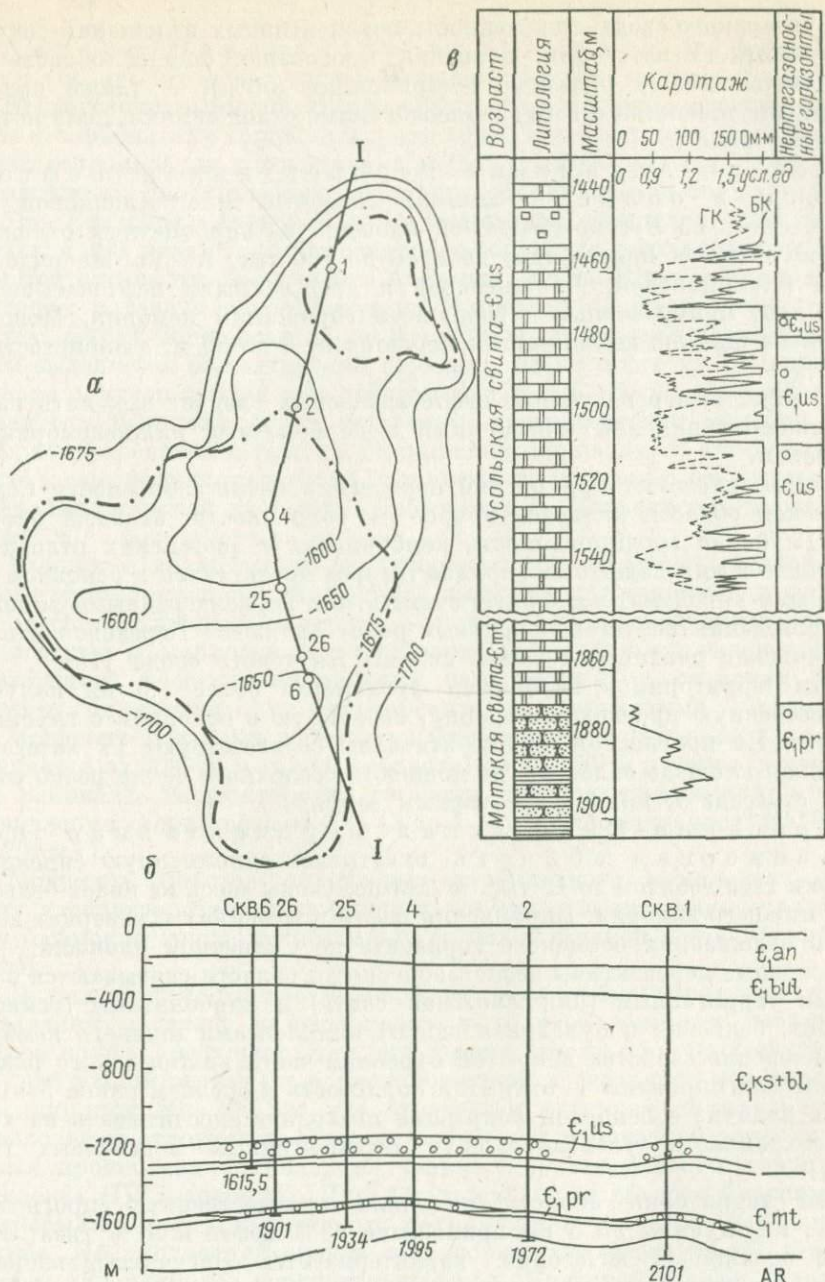 а
I
1
2
4
25
26
6
-1675
-1600
-1650
-1600
-1650
-1675
-1700
-1700
I
в
Возраст
Литология
Масштаб, м
Каротаж
нефтегазонос-
ные горизонты
0 50 100 150 Ом·м
0 0,9 1,2 1,5 усл.ед
ГК
БК
Усольская свита-Є₁us
Мотская свита-Є₁mt
1440
1460
1480
1500
1520
1540
1860
1880
1900
Є₁us
Є₁us
Є₁us
Є₁pr
б
Скв.6 26 25 4 2 Скв.1
0
-400
-800
-1200
-1600
м
Є₁an
Є₁bul
Є₁кs+bl
Є₁us
Є₁pr
Є₁mt
AR
1615,5
1901
1934
1995
1972
2101